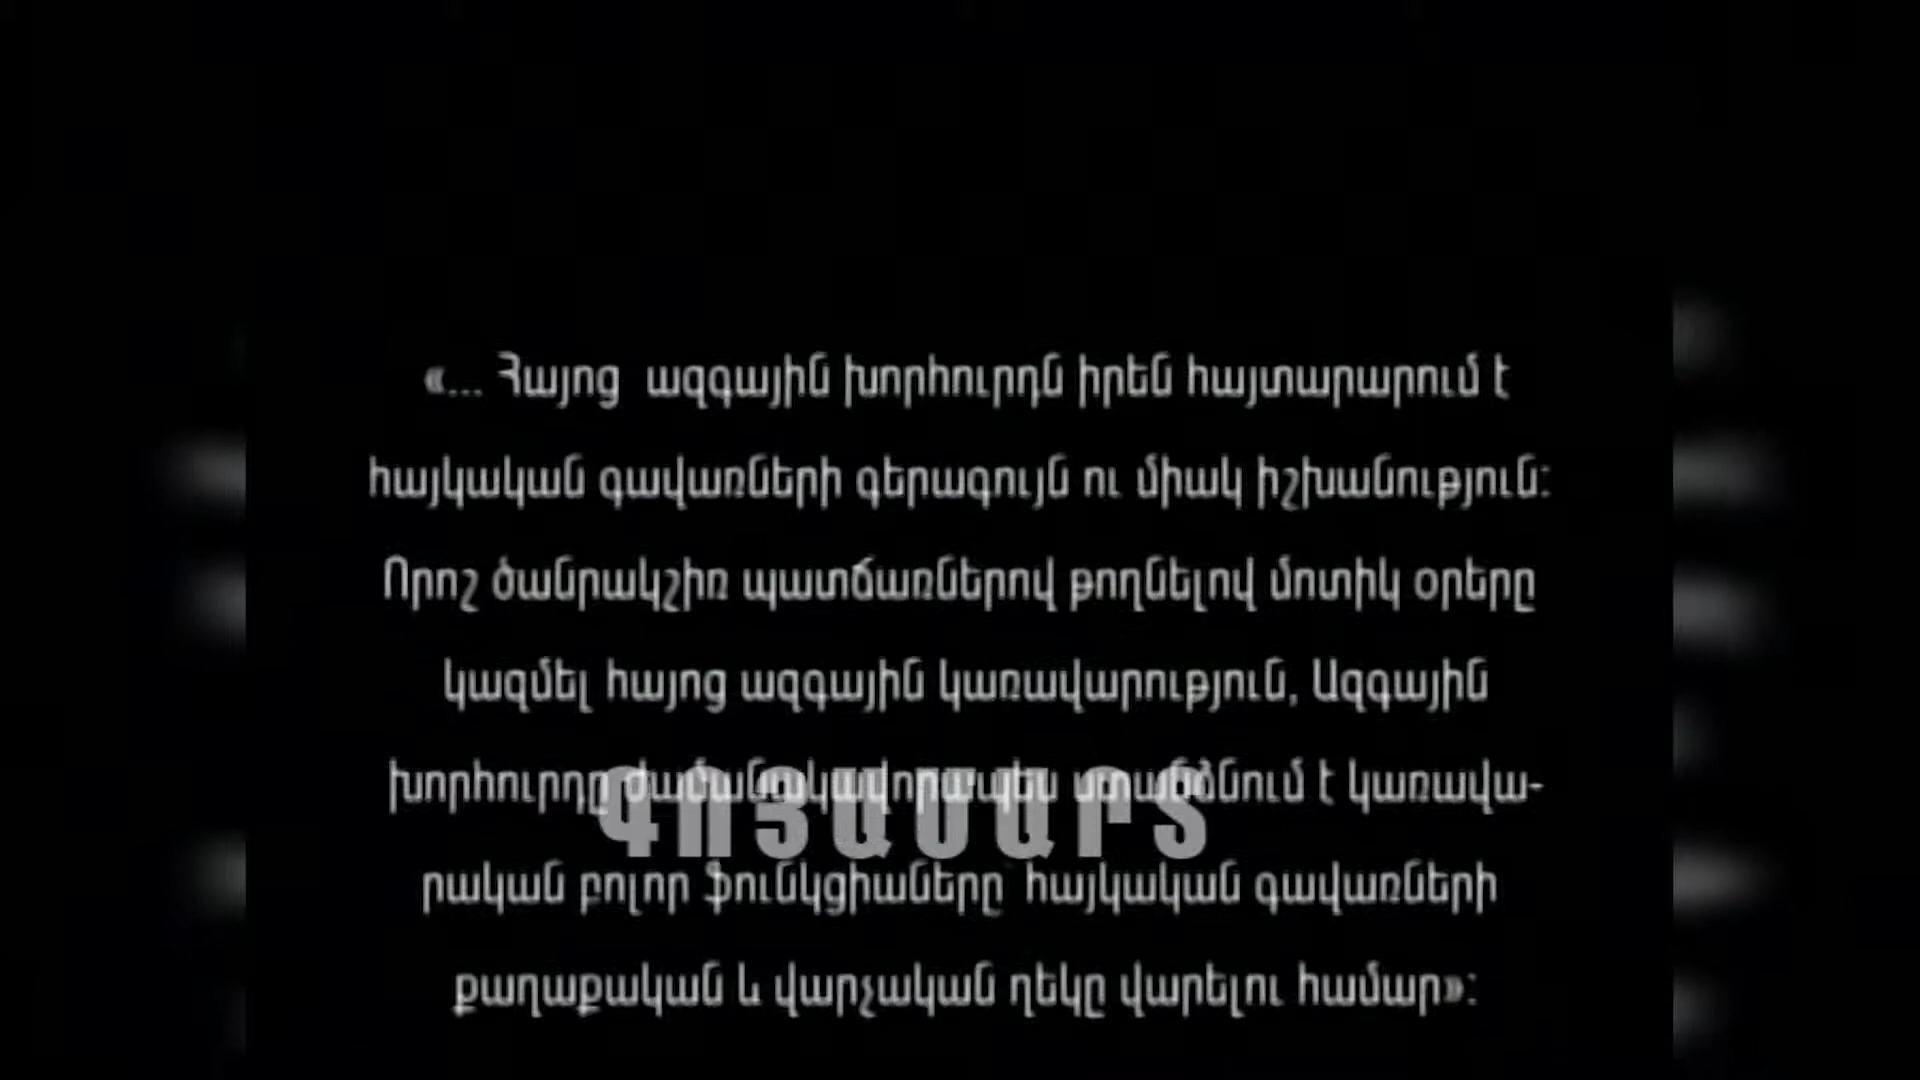 «... Հայոց ազգային խորհուրդն իրեն հայտարարում է
հայկական գավառների գերագույն ու միակ իշխանություն:
Որոշ ծանրակշիռ պատճառներով թողնելով մոտիկ օրերը
կազմել հայոց ազգային կառավարություն, Ազգային
խորհուրդը ժամանակավորապես ստանձնում է կառավա-
ԳՈՅԱՄԱՐՏ
րական բոլոր ֆունկցիաները՝ հայկական գավառների
քաղաքական և վարչական ղեկը վարելու համար»: